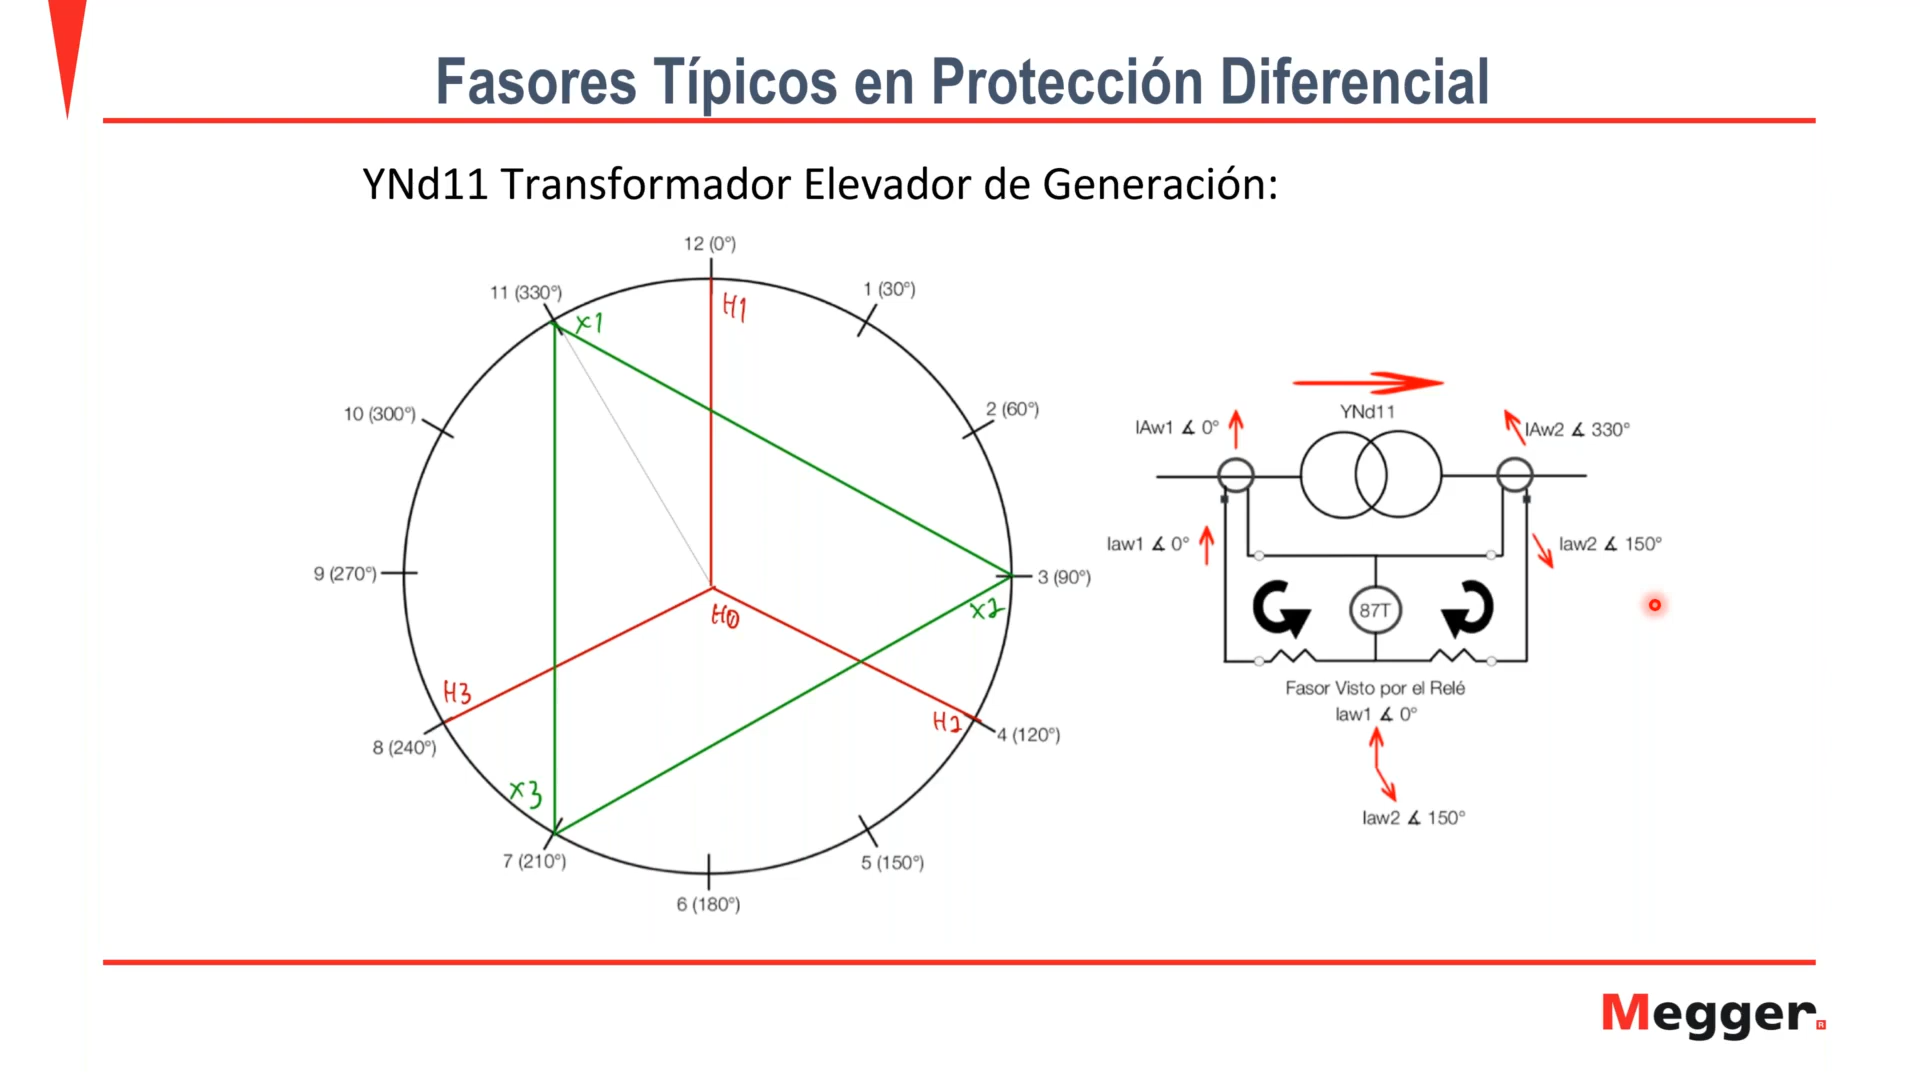 Fasores Típicos en Protección Diferencial
YNd11 Transformador Elevador de Generación:
12 (0°)
11 (330°)
1 (30°)
H1
X1
10 (300°)
2 (60°)
9 (270°)
3 (90°)
X2
H0
H3
H2
8 (240°)
4 (120°)
X3
7 (210°)
5 (150°)
6 (180°)
YNd11
IAw1 ∡ 0°
IAw2 ∡ 330°
Iaw1 ∡ 0°
Iaw2 ∡ 150°
87T
Fasor Visto por el Relé
Iaw1 ∡ 0°
Iaw2 ∡ 150°
Megger®